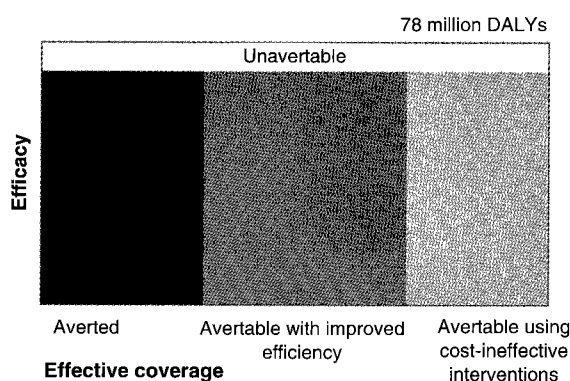 78 million DALYs
Unavertable
Efficacy
Averted
Avertable with improved
efficiency
Avertable using
cost-ineffective
interventions
Effective coverage